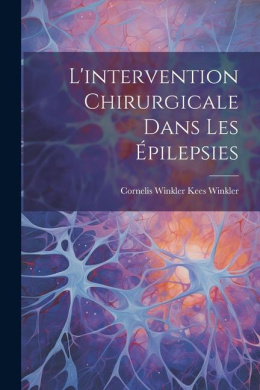 L'INTERVENTION
CHIRURGICALE
DANS LES
ÉPILEPSIES
Cornelis Winkler Kees Winkler